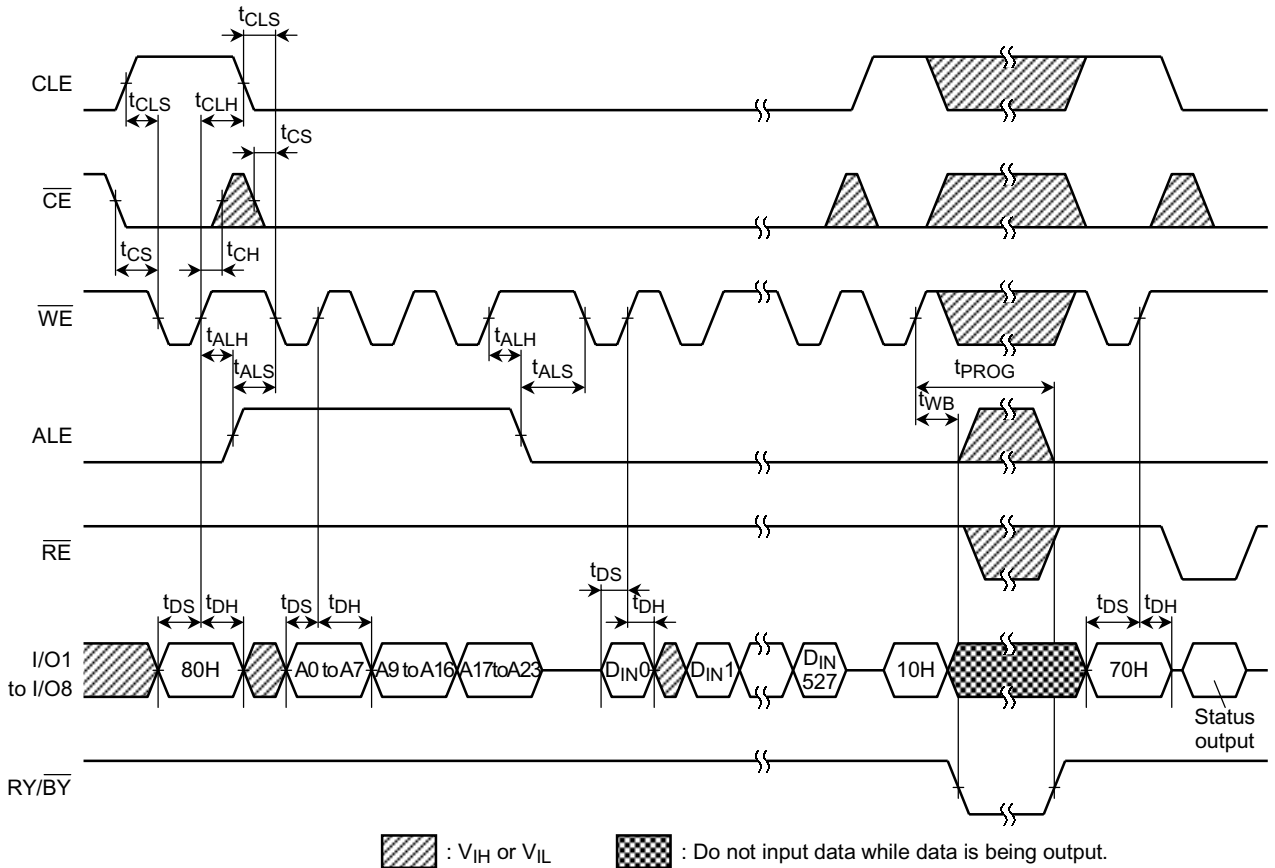 tCLS
CLE
tCLS tCLH
tCS
CE
tCS tCH
WE
tALH tALH
tALS tALS tPROG
tWB
ALE
RE
tDS
tDS tDH tDS tDH tDH tDS tDH
I/O1
to I/O8
80H A0 to A7 A9 to A16 A17 to A23 DIN0 DIN1 DIN
527 10H 70H
Status
output
RY/BY
: VIH or VIL : Do not input data while data is being output.